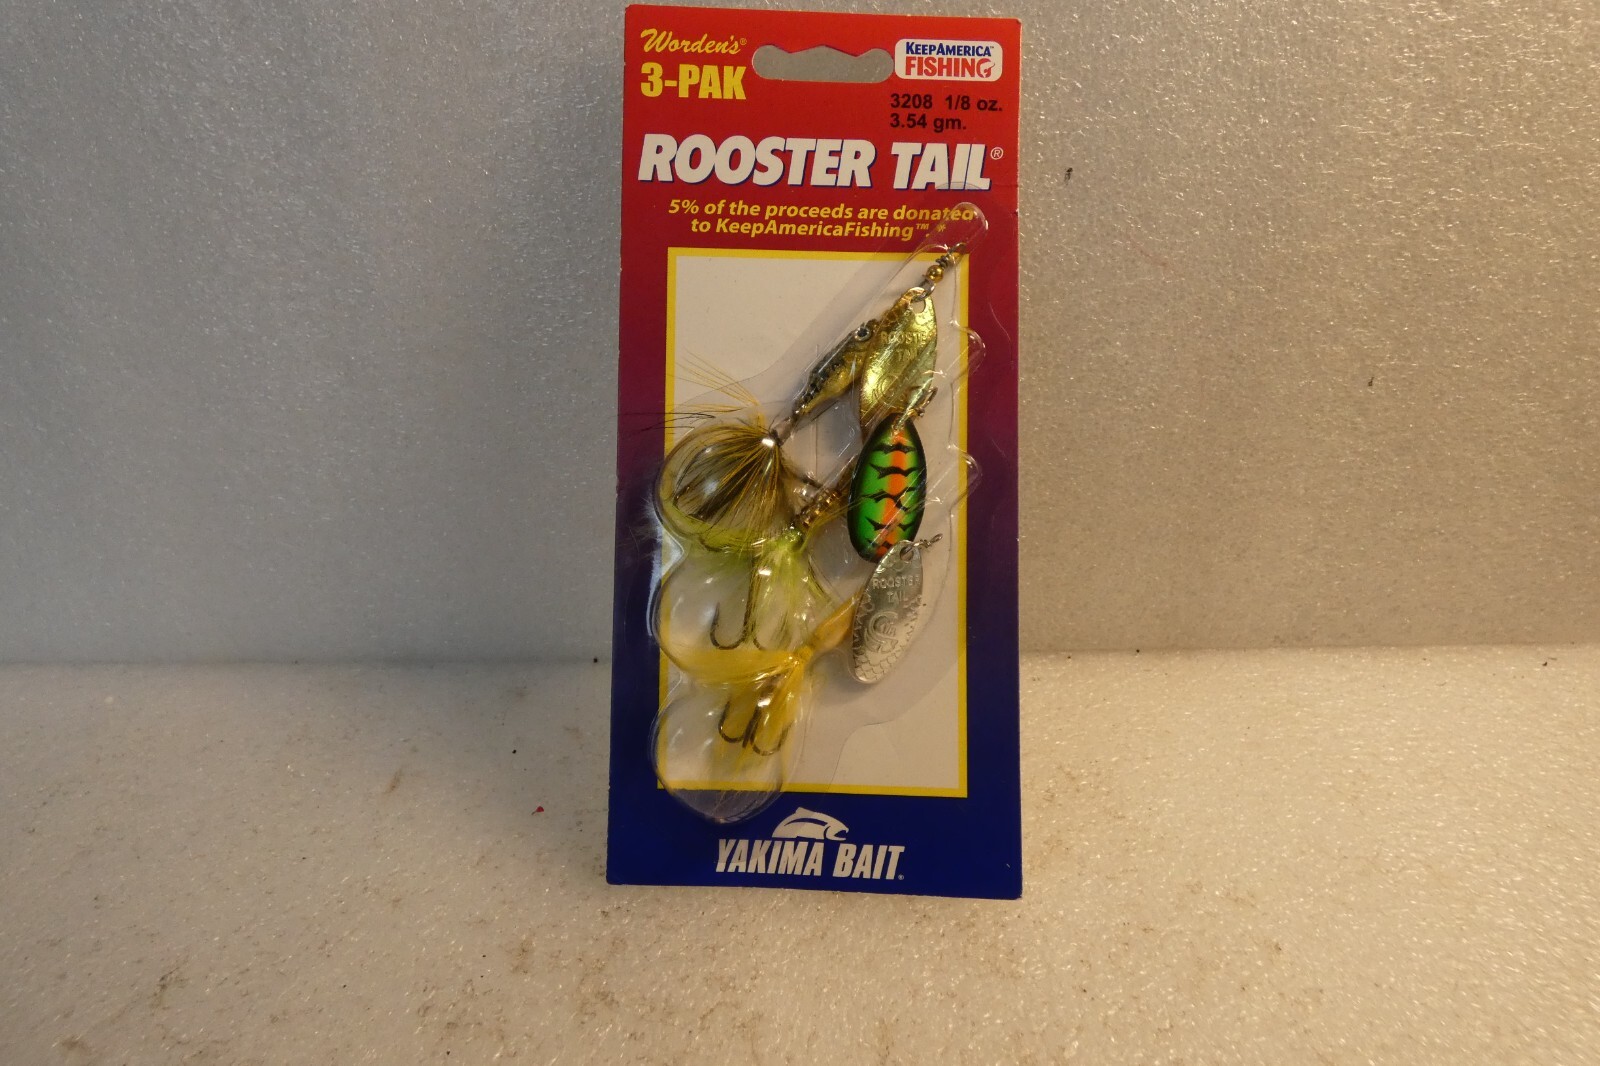 Worden's®
3-PAK
KEEPAMERICA™
FISHING
3208 1/8 oz.
3.54 gm.
ROOSTER TAIL®
5% of the proceeds are donated
to KeepAmericaFishing™. *
ROOSTER
TAIL
ROOSTER
TAIL
YAKIMA BAIT®